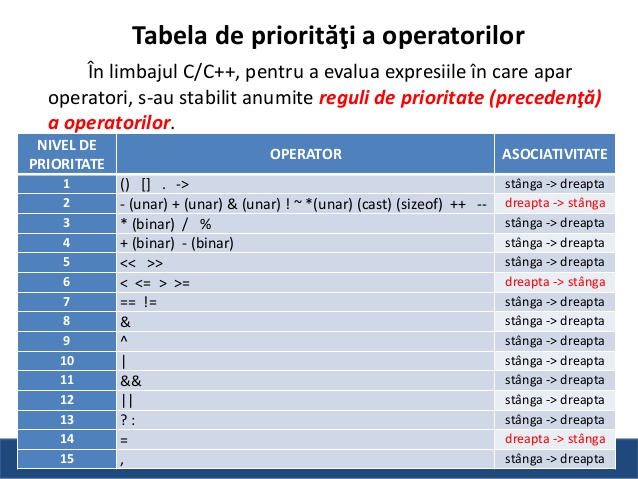 Tabela de priorităţi a operatorilor
În limbajul C/C++, pentru a evalua expresiile în care apar
operatori, s-au stabilit anumite reguli de prioritate (precedenţă)
a operatorilor.
NIVEL DE PRIORITATE OPERATOR ASOCIATIVITATE
1 () [] . -> stânga -> dreapta
2 - (unar) + (unar) & (unar) ! ~ *(unar) (cast) (sizeof) ++ -- dreapta -> stânga
3 * (binar) / % stânga -> dreapta
4 + (binar) - (binar) stânga -> dreapta
5 << >> stânga -> dreapta
6 < <= > >= dreapta -> stânga
7 == != stânga -> dreapta
8 & stânga -> dreapta
9 ^ stânga -> dreapta
10 | stânga -> dreapta
11 && stânga -> dreapta
12 || stânga -> dreapta
13 ? : stânga -> dreapta
14 = dreapta -> stânga
15 , stânga -> dreapta